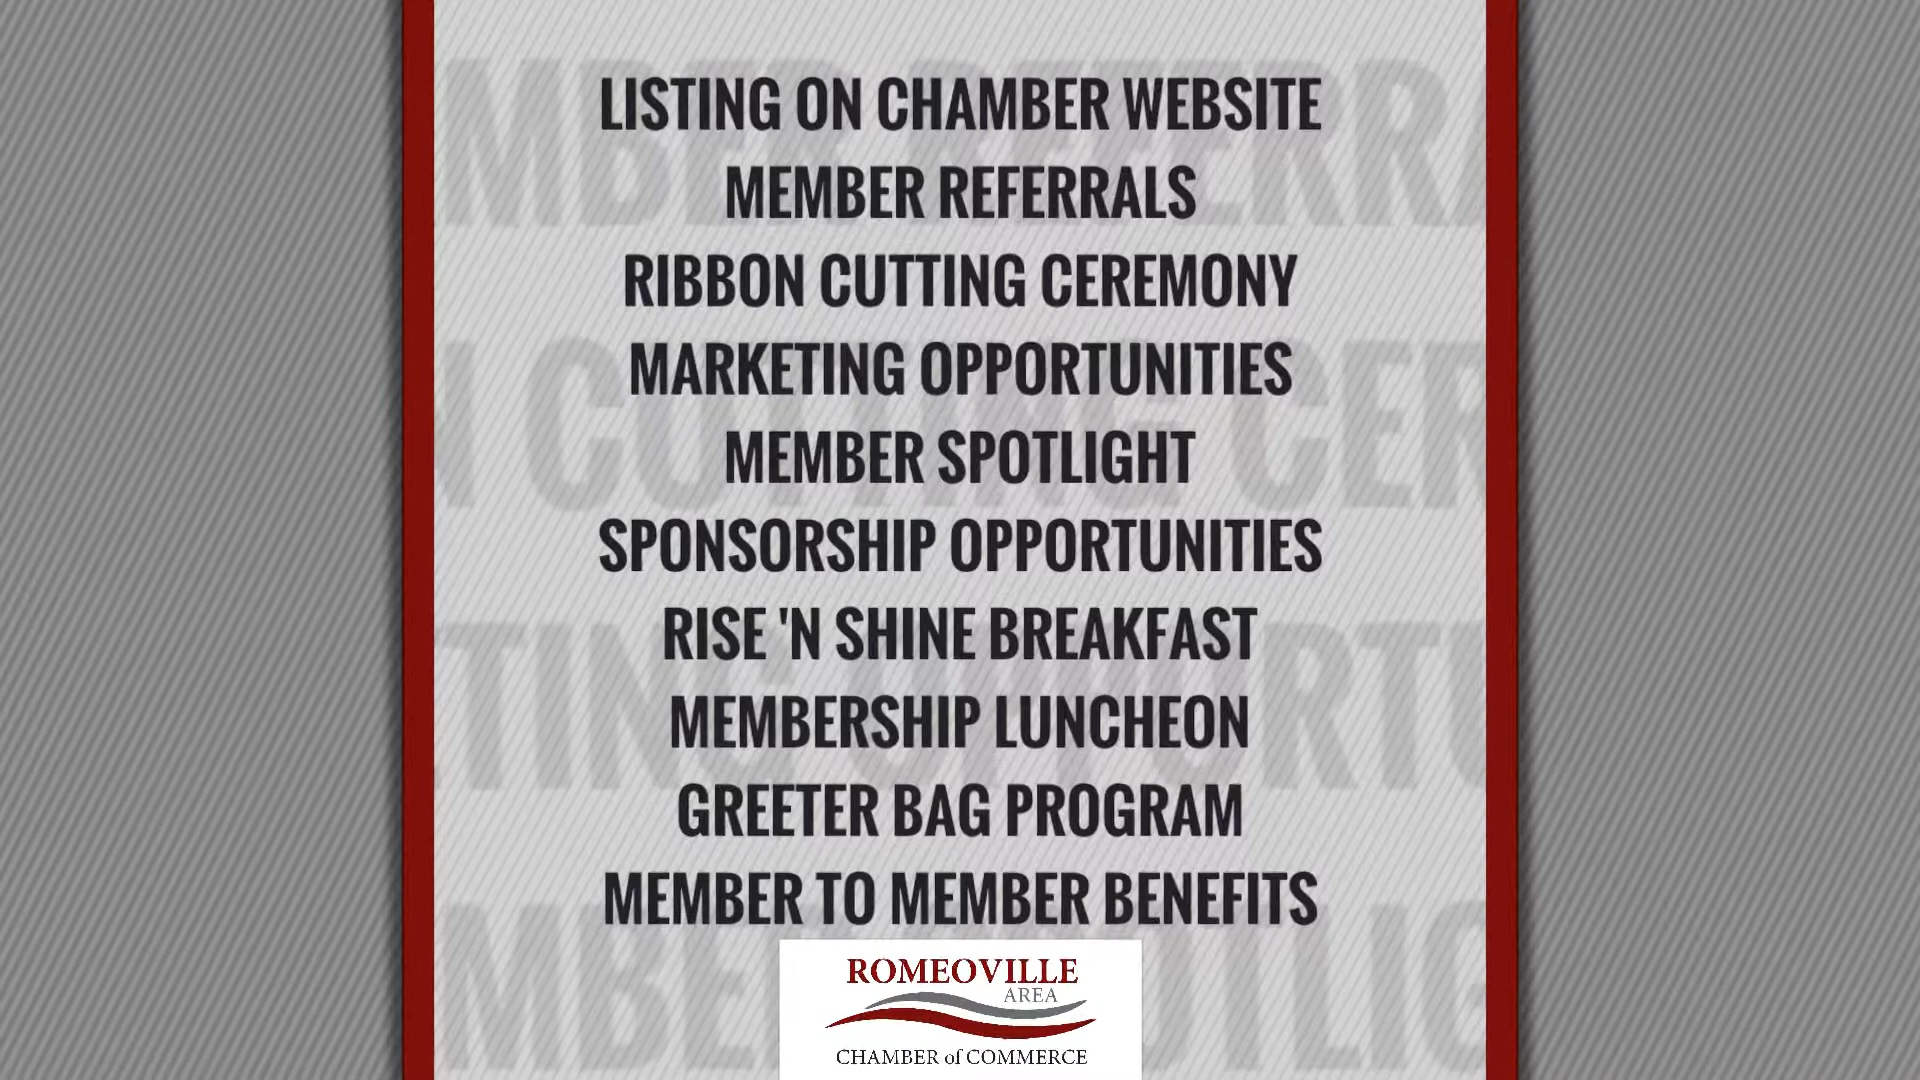 LISTING ON CHAMBER WEBSITE
MEMBER REFERRALS
RIBBON CUTTING CEREMONY
MARKETING OPPORTUNITIES
MEMBER SPOTLIGHT
SPONSORSHIP OPPORTUNITIES
RISE 'N SHINE BREAKFAST
MEMBERSHIP LUNCHEON
GREETER BAG PROGRAM
MEMBER TO MEMBER BENEFITS
ROMEOVILLE
AREA
CHAMBER of COMMERCE